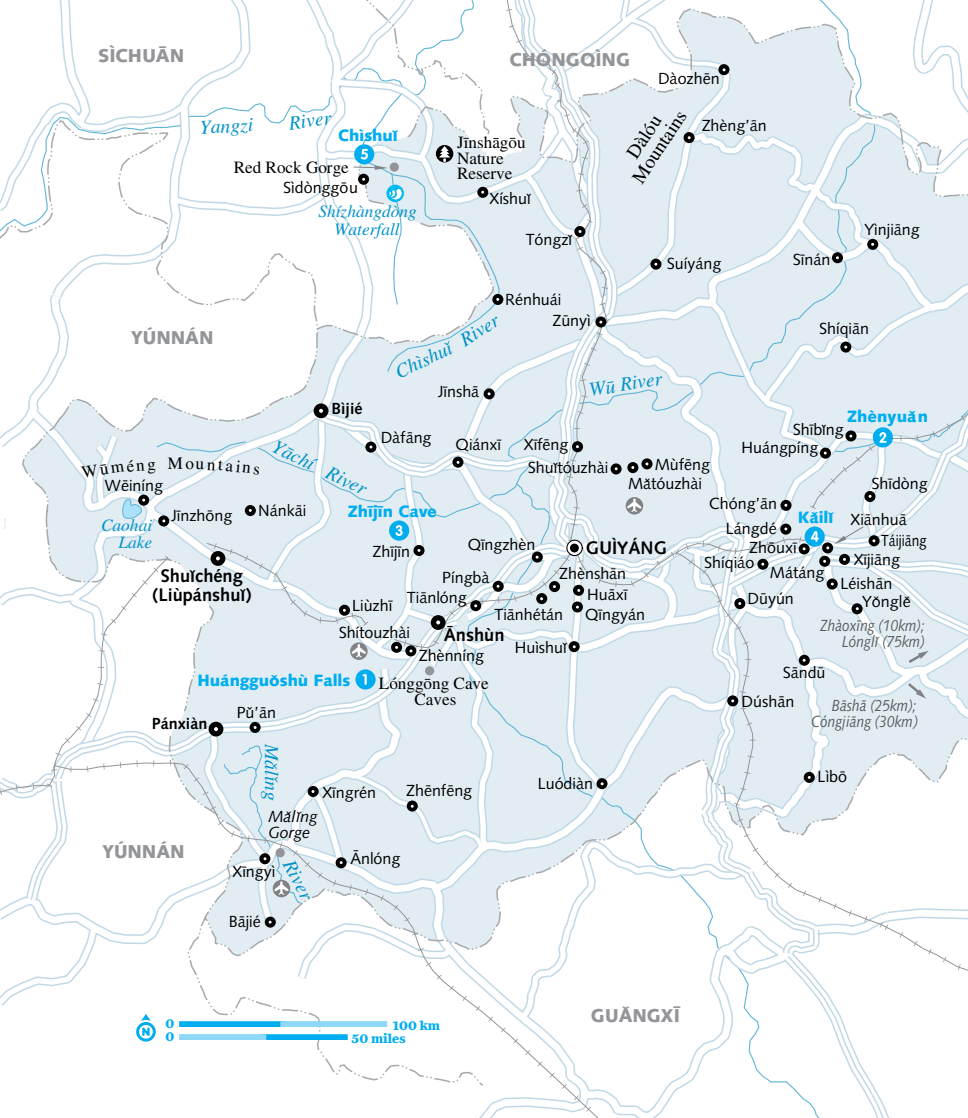 SÌCHUĀN
CHÓNGQÌNG
Dàozhēn
Yangzi River
Chìshuǐ
5
Jīnshāgōu
Nature
Reserve
Dàlóu
Mountains
Zhèng'ān
Red Rock Gorge
Sìdònggōu
Xíshuǐ
Shízhàngdòng
Waterfall
Tóngzǐ
Suíyáng
Yìnjiāng
Sīnán
Rénhuái
Zūnyì
YÚNNÁN
Chìshuǐ River
Shíqiān
Jīnshā
Wū River
Bìjié
Zhènyuǎn
2
Shībǐng
Huángpíng
Dàfāng
Qiánxī
Xīfēng
Wūméng Mountains
Yāchí River
Shuǐtóuzhài
Mùfēng
Mǎtóuzhài
Wēiníng
Shīdòng
Caohai
Lake
Jīnzhōng
Nánkāi
Zhījīn Cave
3
Chóng'ān
Kǎilǐ
4
Xiānhuā
Lángdé
Táijiāng
Zhījīn
Qīngzhèn
GUÌYÁNG
Zhōuxī
Shíqiáo
Mátáng
Xījiāng
Shuǐchéng
(Liùpánshuǐ)
Píngbà
Zhènshān
Léishān
Tiānlóng
Huāxī
Tiānhétán
Qīngyán
Dūyún
Yǒnglè
Liùzhī
Ānshùn
Zhàoxīng (10km);
Lónglǐ (75km)
Shítouzhài
Zhènníng
Huìshuǐ
Sāndū
Huángguǒshù Falls
1
Lónggōng Cave
Caves
Dúshān
Bāshā (25km);
Cóngjiāng (30km)
Pánxiàn
Pǔ'ān
Mǎlǐng
River
Xīngrén
Zhēnfēng
Luódiàn
Lìbō
Mǎlǐng
Gorge
YÚNNÁN
Xīngyì
Ānlóng
Bājié
GUǍNGXĪ
N
0 100 km
0 50 miles